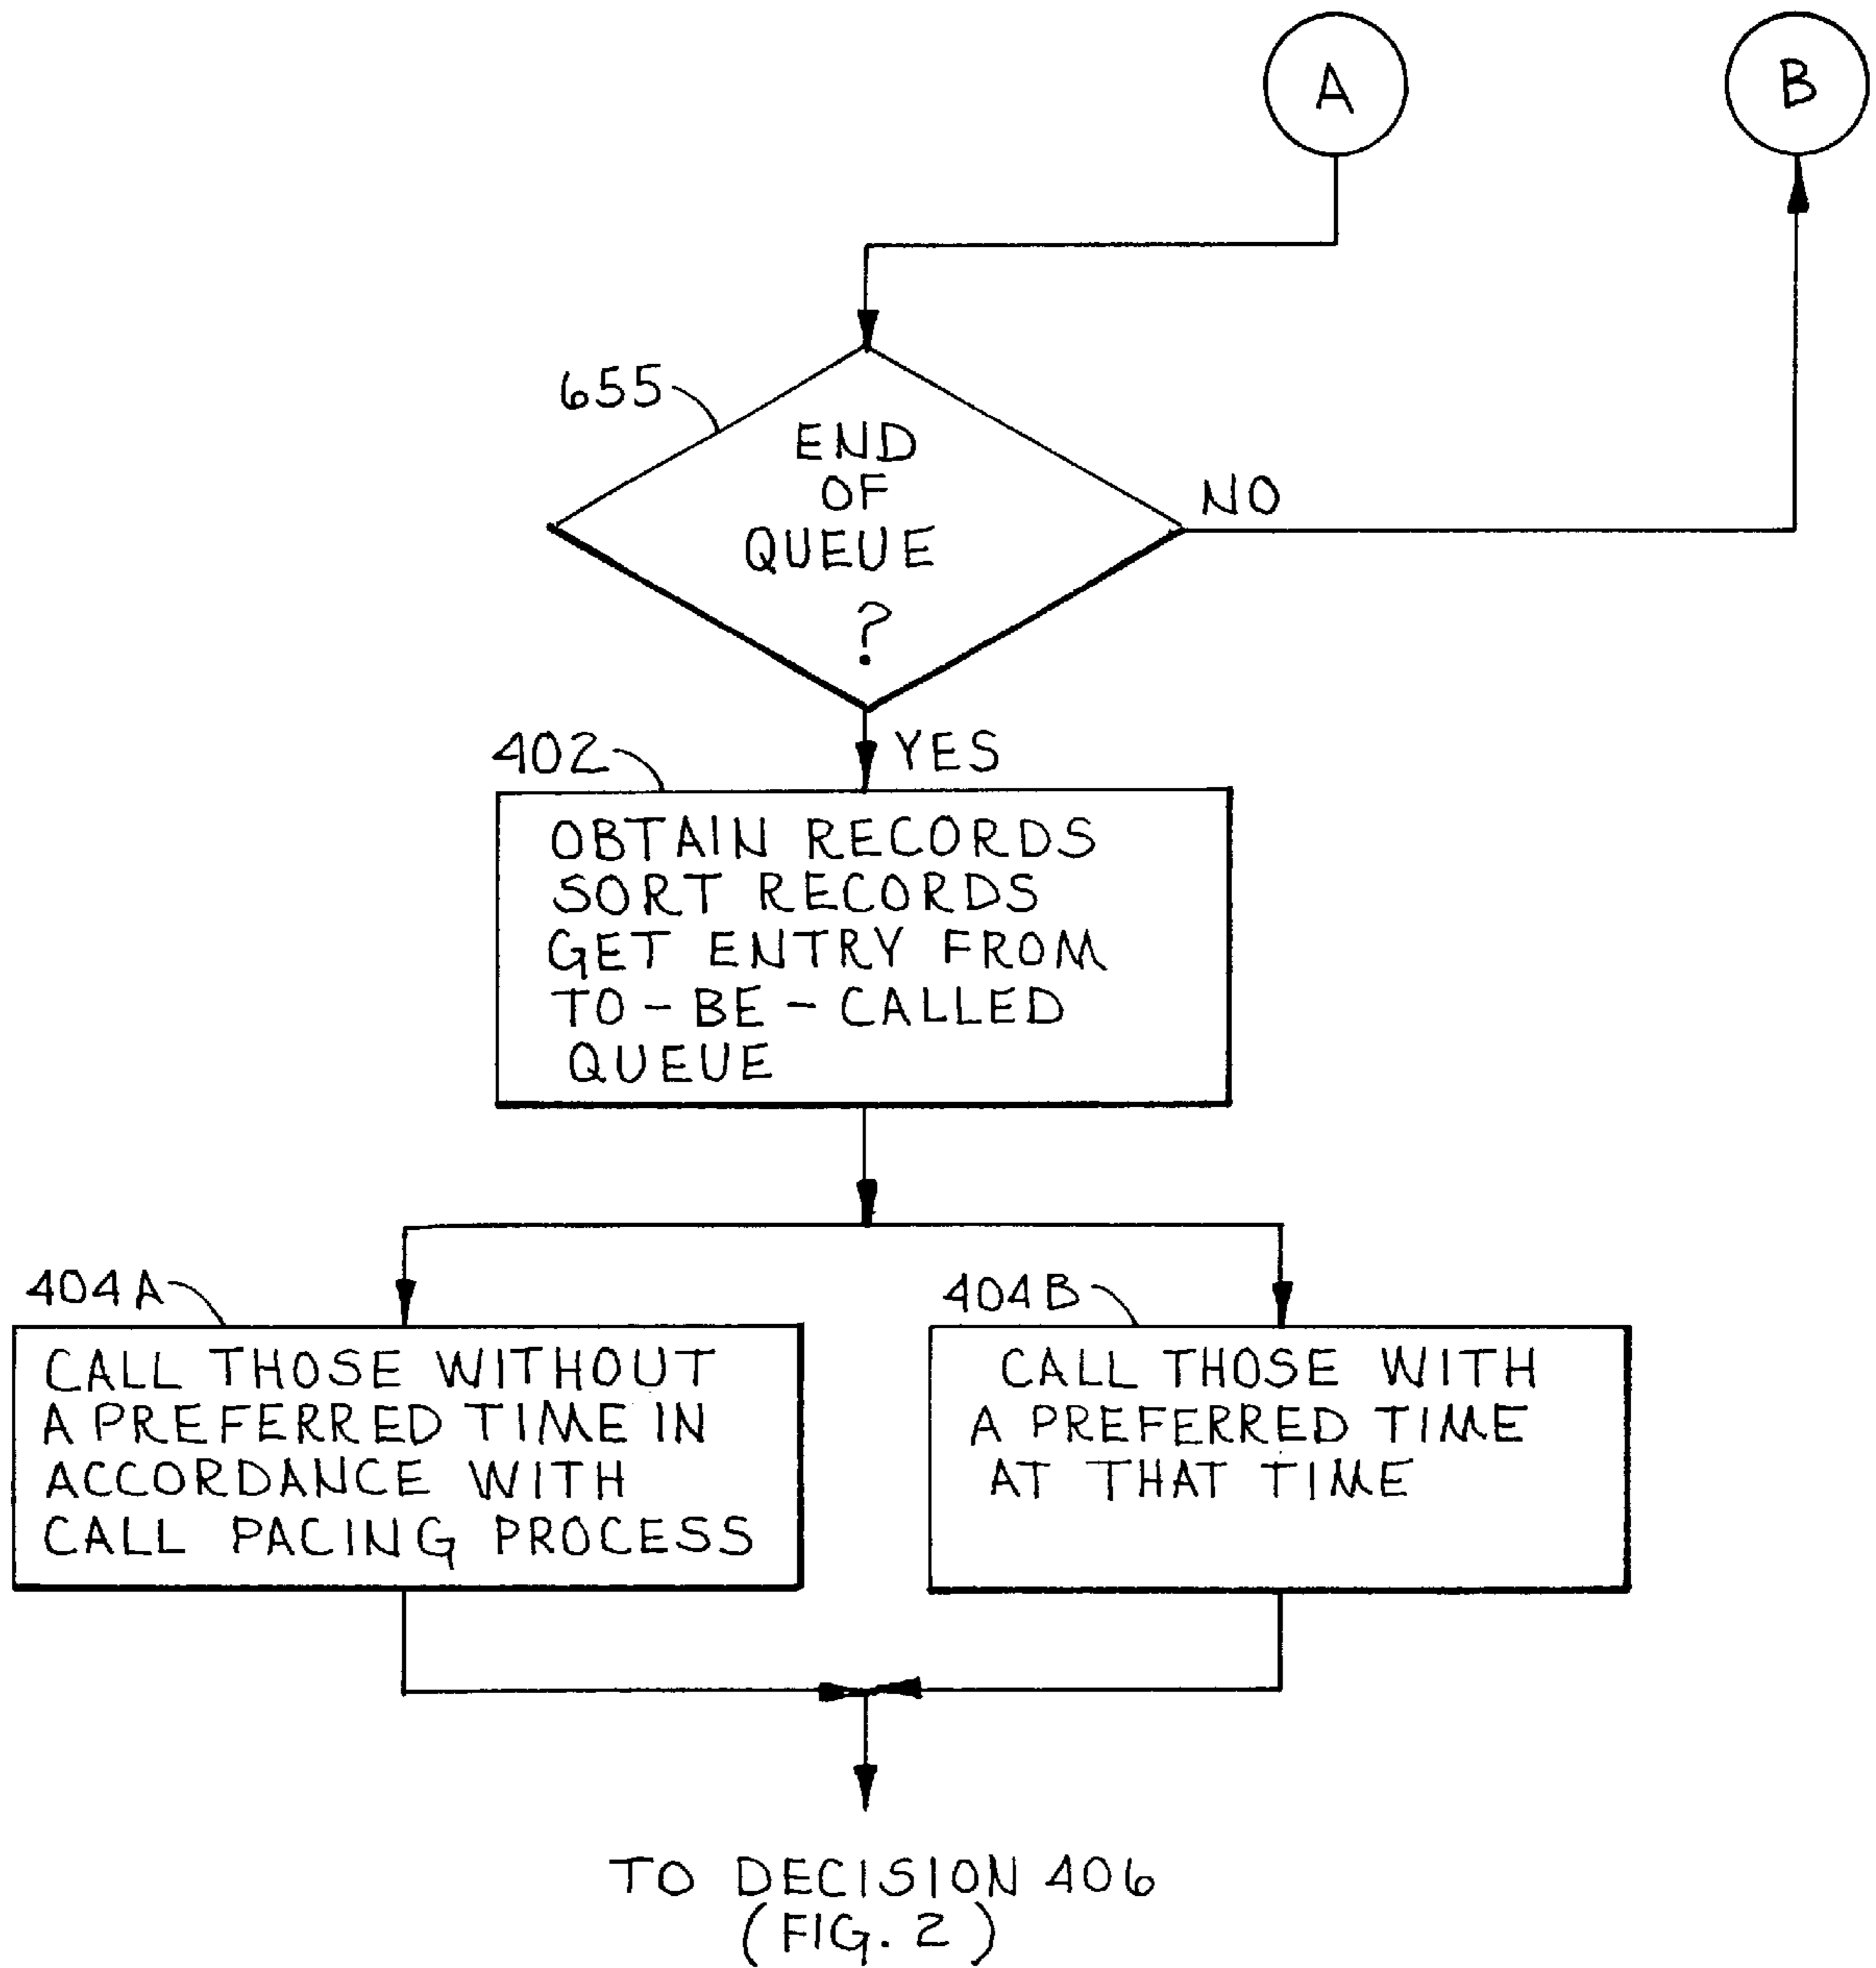 A
B
655
END
OF
QUEUE
?
NO
YES
402
OBTAIN RECORDS
SORT RECORDS
GET ENTRY FROM
TO-BE-CALLED
QUEUE
404A
CALL THOSE WITHOUT
A PREFERRED TIME IN
ACCORDANCE WITH
CALL PACING PROCESS
404B
CALL THOSE WITH
A PREFERRED TIME
AT THAT TIME
TO DECISION 406
(FIG. 2)